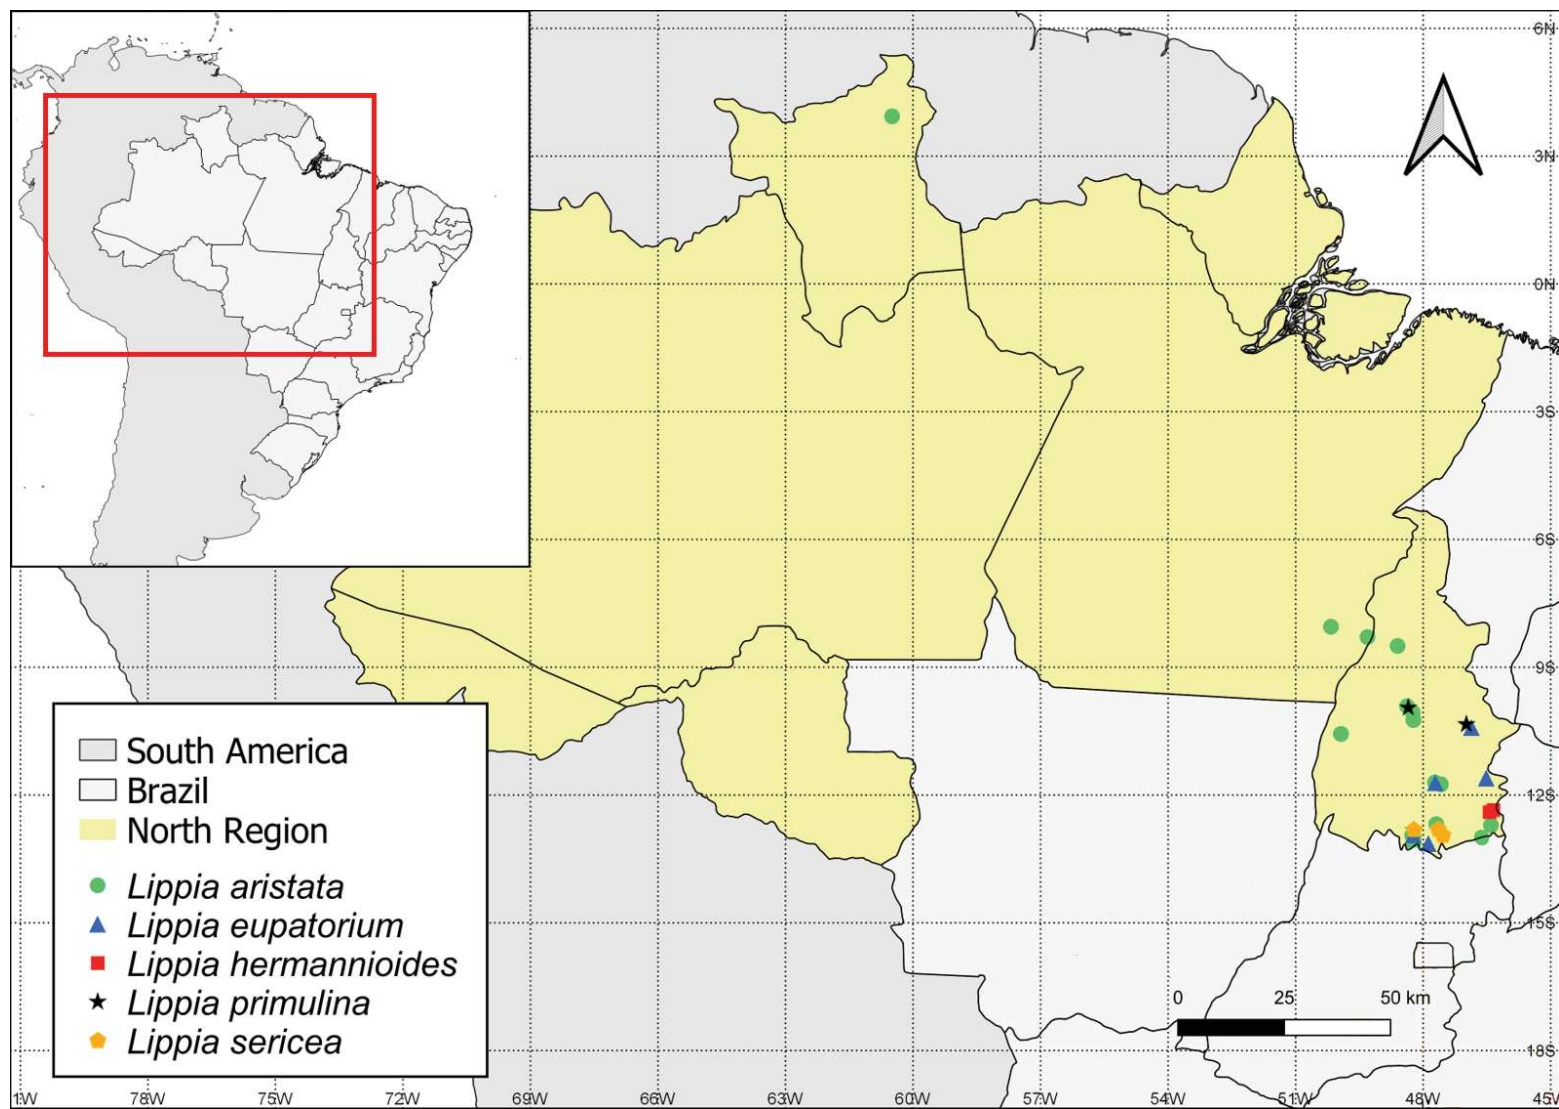 6N
3N
0N
3S
6S
9S
12S
15S
18S
South America
Brazil
North Region
Lippia aristata
Lippia eupatorium
Lippia hermannioides
Lippia primulina
Lippia sericea
0 25 50 km
1W 78W 75W 72W 69W 66W 63W 60W 57W 54W 51W 48W 45W